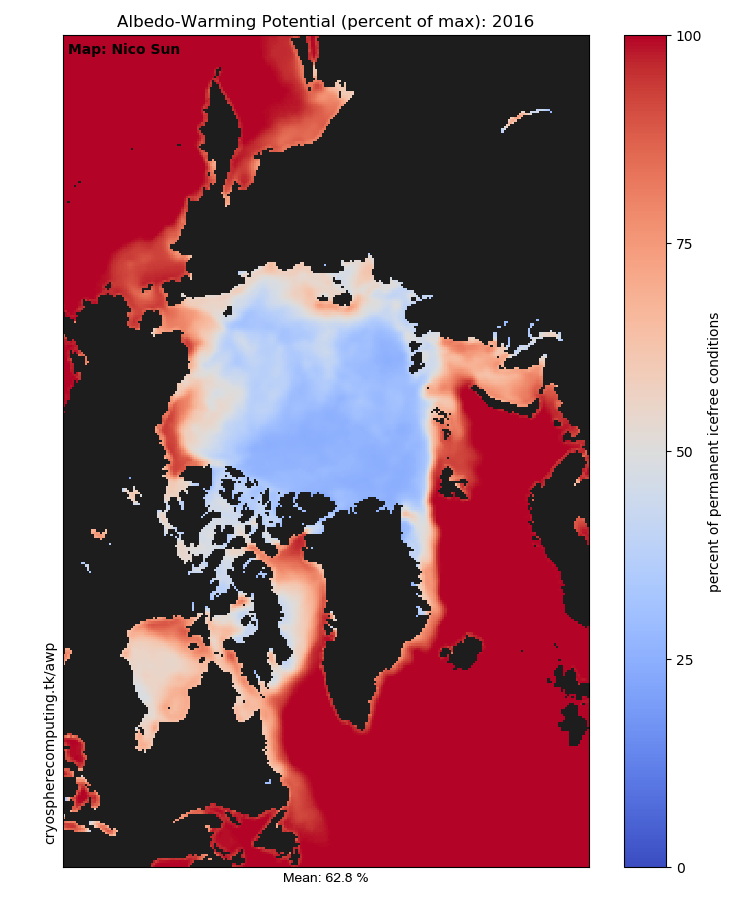 Albedo-Warming Potential (percent of max): 2016
Map: Nico Sun
100
75
50
25
0
percent of permanent icefree conditions
cryospherecomputing.tk/awp
Mean: 62.8 %